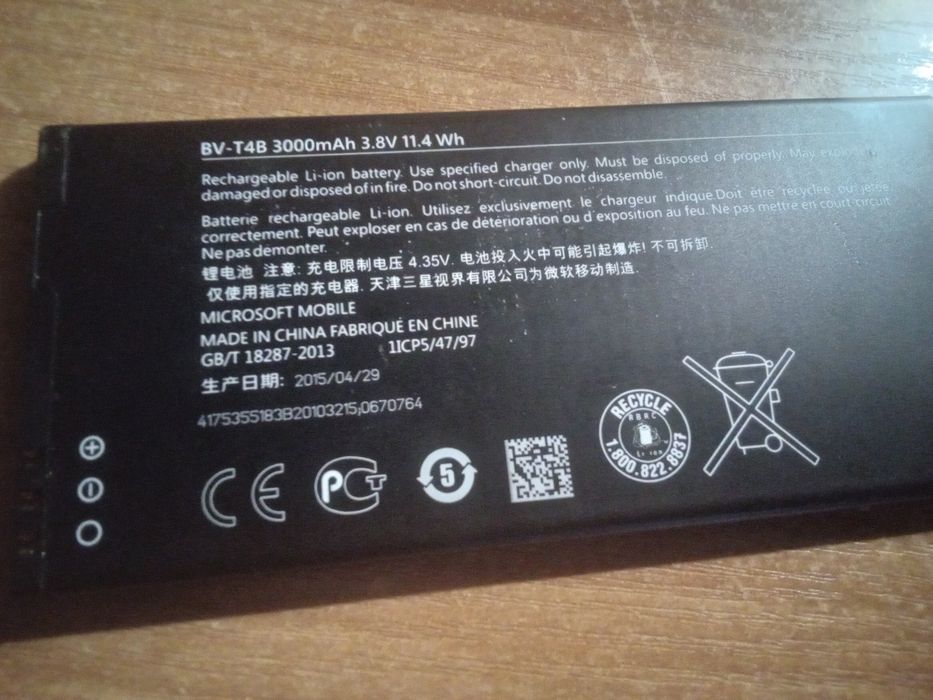 BV-T4B 3000mAh 3.8V 11.4 Wh
Rechargeable Li-ion battery. Use specified charger only. Must be disposed of properly. May explode if
damaged or disposed of in fire. Do not short-circuit. Do not disassemble.
Batterie rechargeable Li-ion. Utilisez exclusivement le chargeur indiqué Doit être recyclée ou jetée
correctement. Peut exploser en cas de détérioration ou d'exposition au feu. Ne pas mettre en court-circuit
Ne pas démonter.
锂电池 注意: 充电限制电压 4.35V. 电池投入火中可能引起爆炸! 不可拆卸.
仅使用指定的充电器. 天津三星视界有限公司为微软移动制造.
MICROSOFT MOBILE
MADE IN CHINA FABRIQUÉ EN CHINE
GB/T 18287-2013 1ICP5/47/97
生产日期: 2015/04/29
4175355183B20103215;0670764
+
-
CE PCT 5 RECYCLE
RBRC
Li ion
1.800.822.8837